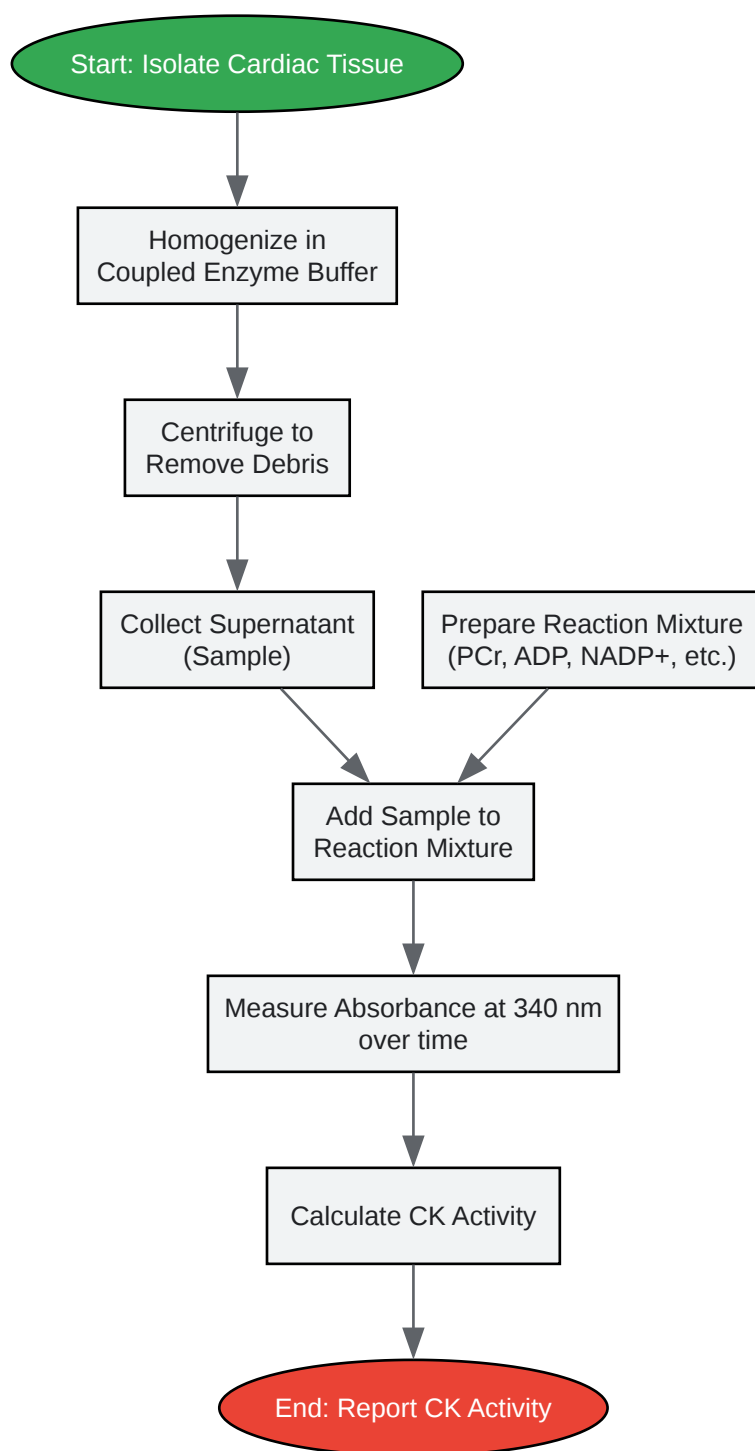 Start: Isolate Cardiac Tissue
Homogenize in
Coupled Enzyme Buffer
Centrifuge to
Remove Debris
Collect Supernatant
(Sample)
Prepare Reaction Mixture
(PCr, ADP, NADP+, etc.)
Add Sample to
Reaction Mixture
Measure Absorbance at 340 nm
over time
Calculate CK Activity
End: Report CK Activity